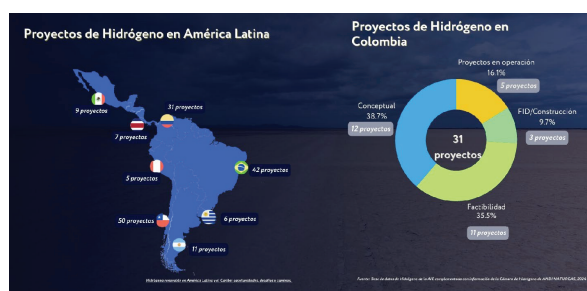 Proyectos de Hidrógeno en América Latina
9 proyectos
31 proyectos
7 proyectos
5 proyectos
42 proyectos
50 proyectos
6 proyectos
11 proyectos
Proyectos de Hidrógeno en
Colombia
Proyectos en operación
16.1%
5 proyectos
FID/Construcción
9.7%
3 proyectos
Conceptual
38.7%
12 proyectos
31
proyectos
Factibilidad
35.5%
11 proyectos